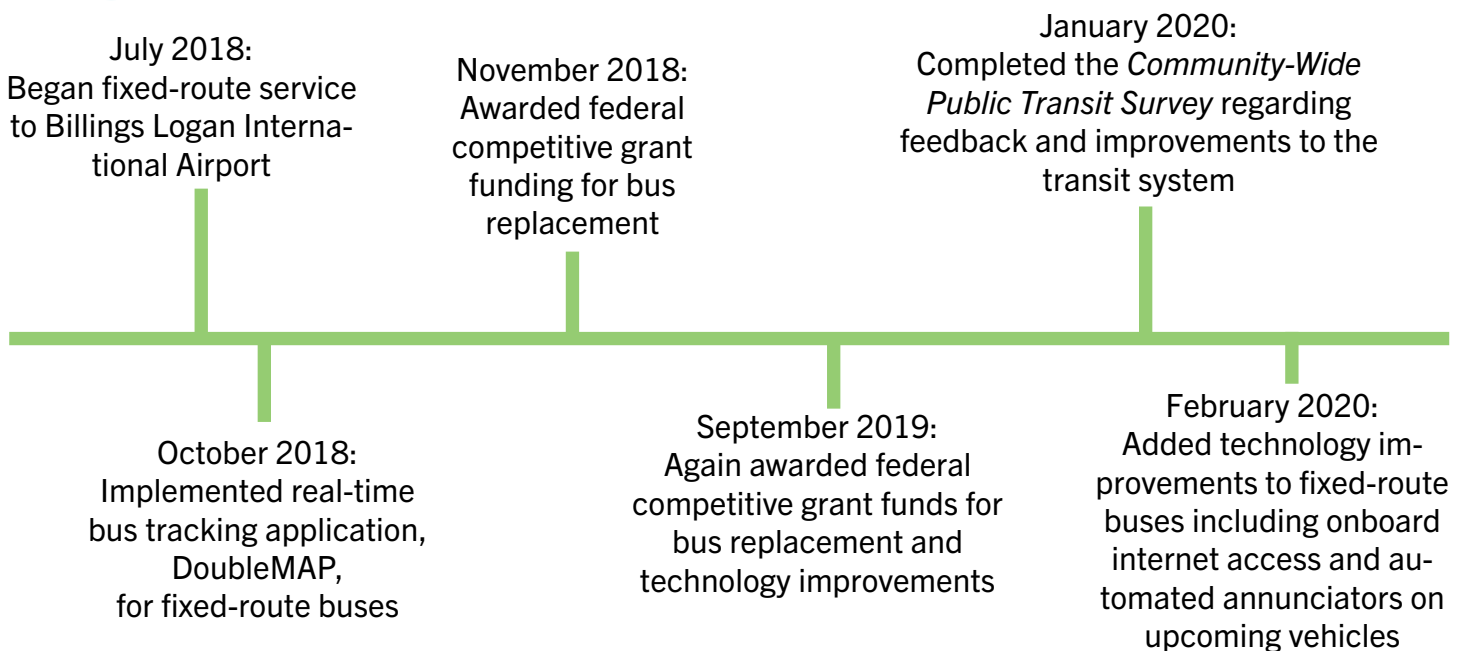 July 2018:
Began fixed-route service
to Billings Logan Interna-
tional Airport
October 2018:
Implemented real-time
bus tracking application,
DoubleMAP,
for fixed-route buses
November 2018:
Awarded federal
competitive grant
funding for bus
replacement
September 2019:
Again awarded federal
competitive grant funds for
bus replacement and
technology improvements
January 2020:
Completed the Community-Wide
Public Transit Survey regarding
feedback and improvements to the
transit system
February 2020:
Added technology im-
provements to fixed-route
buses including onboard
internet access and au-
tomated annunciators on
upcoming vehicles